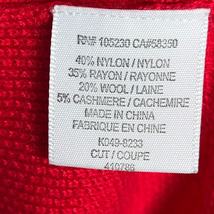 RN# 105230 CA#58350
40% NYLON / NYLON
35% RAYON / RAYONNE
20% WOOL / LAINE
5% CASHMERE / CACHEMIRE
MADE IN CHINA
FABRIQUE EN CHINE
K049-8233
CUT / COUPE
410786